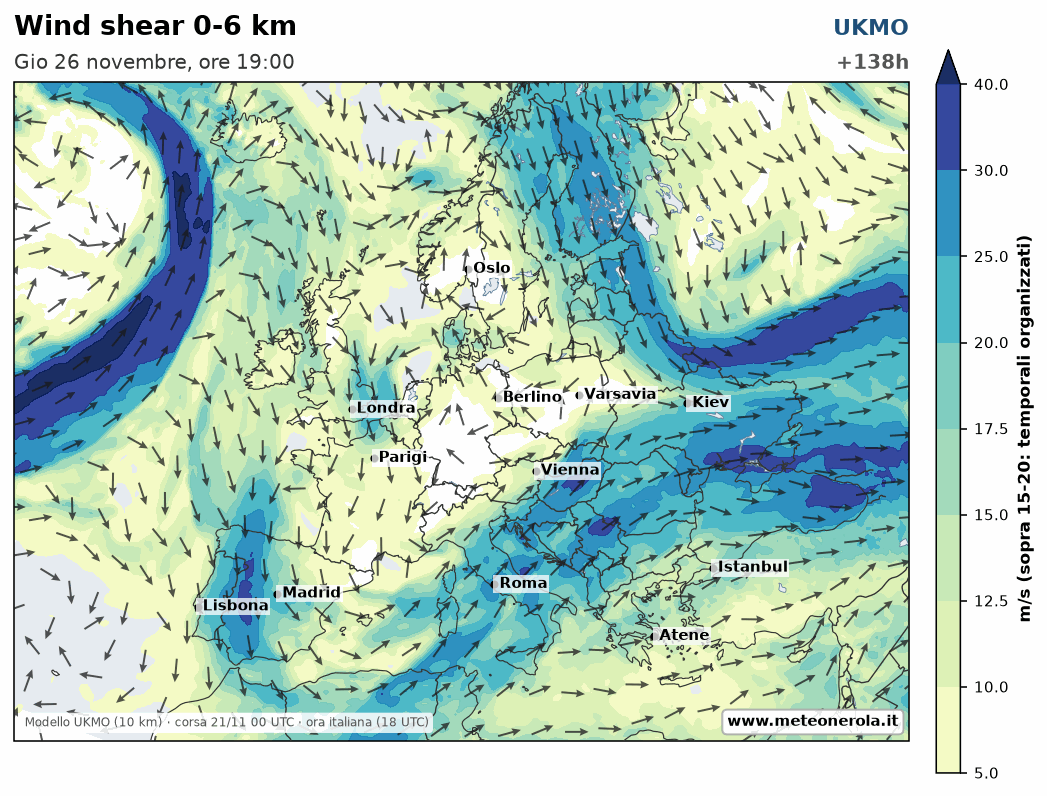 Wind shear 0-6 km
UKMO
Gio 26 novembre, ore 19:00
+138h
40.0
30.0
25.0
20.0
17.5
15.0
12.5
10.0
5.0
m/s (sopra 15-20: temporali organizzati)
Oslo
Berlino
Varsavia
Kiev
Londra
Parigi
Vienna
Istanbul
Roma
Madrid
Lisbona
Atene
Modello UKMO (10 km) · corsa 21/11 00 UTC · ora italiana (18 UTC)
www.meteonerola.it